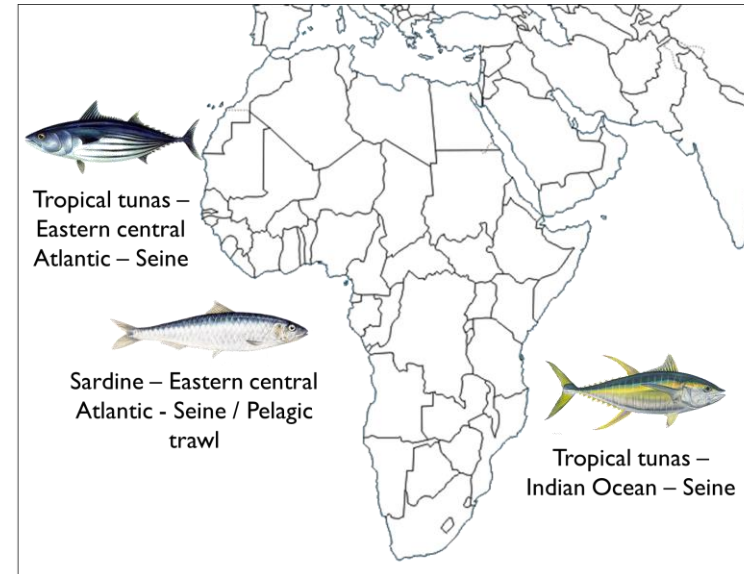 Tropical tunas –
Eastern central
Atlantic – Seine
Sardine – Eastern central
Atlantic - Seine / Pelagic
trawl
Tropical tunas –
Indian Ocean – Seine